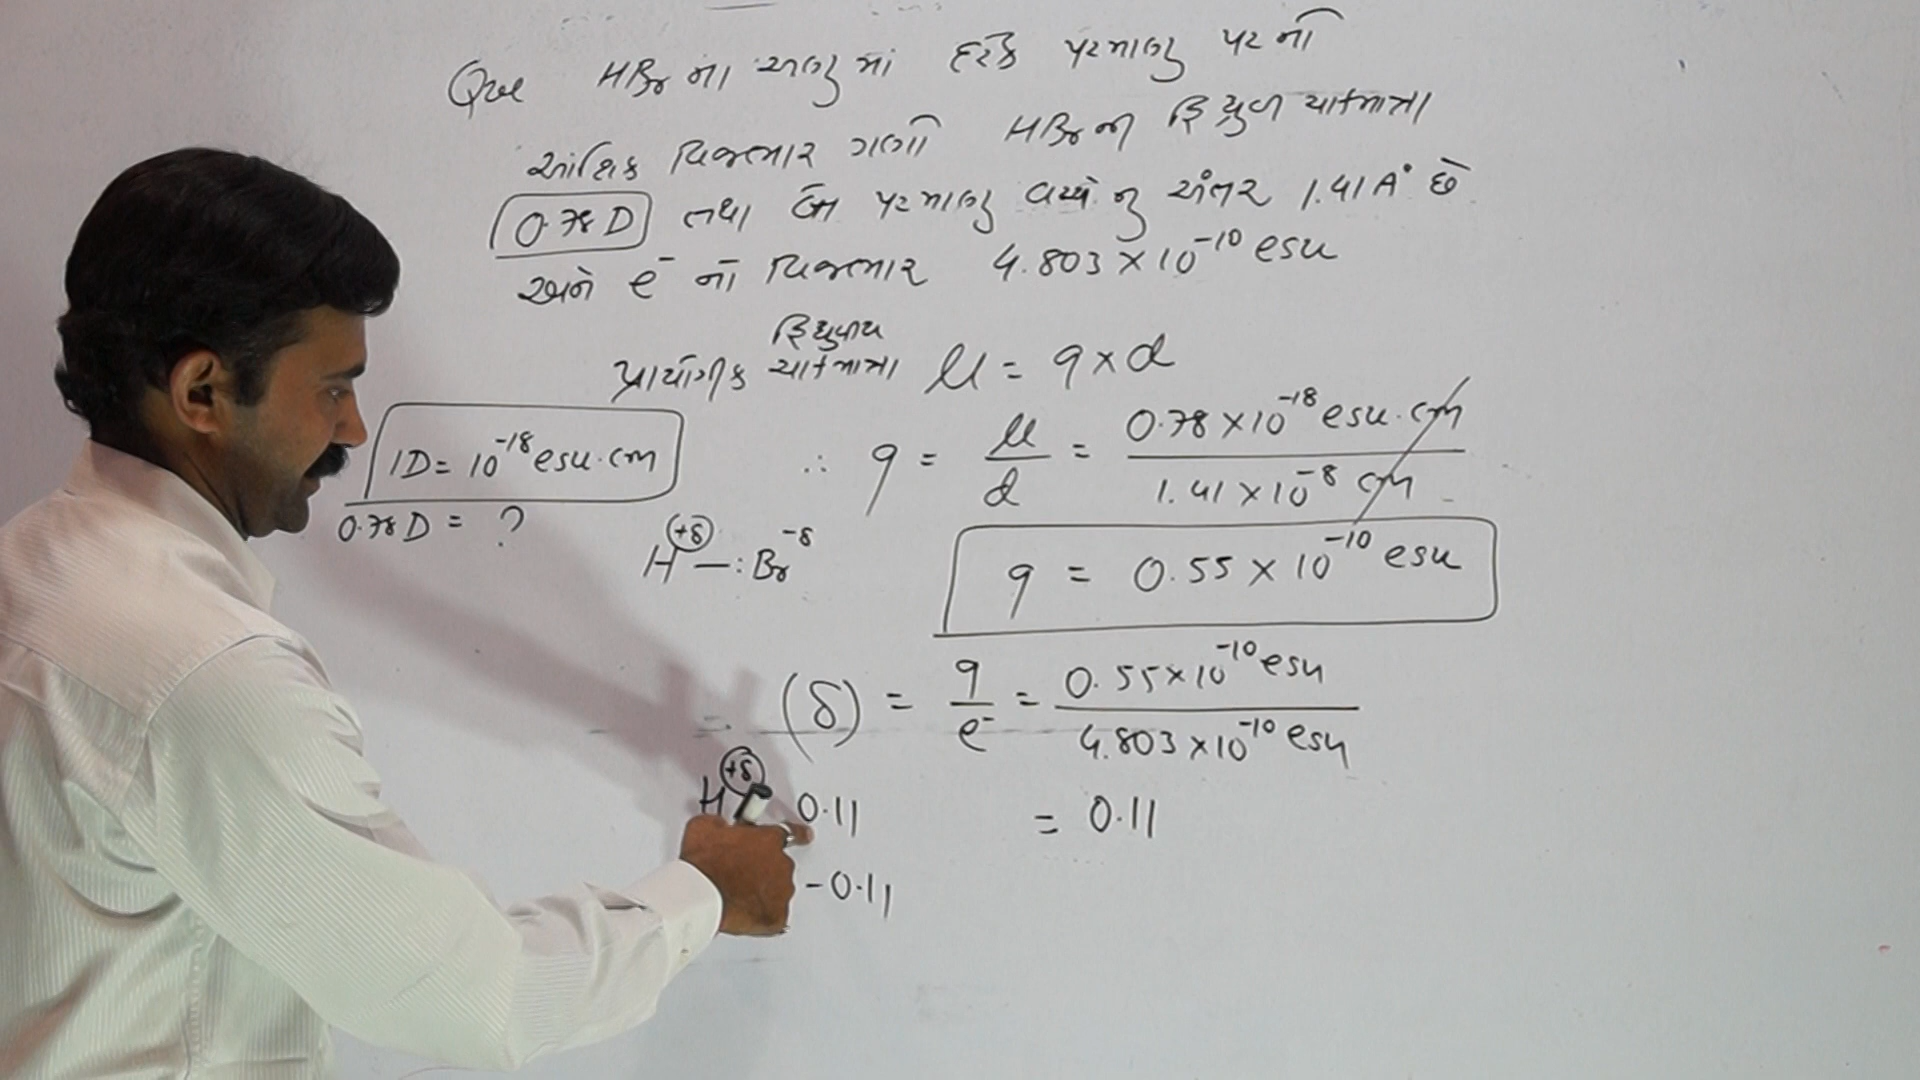 Que HBr ના અણુ માં દરેક પરમાણુ પરનો
આંશિક વિજભાર ગણો HBr ની દ્વિધ્રુવ ચાકમાત્રા
0.78 D તથા બે પરમાણુ વચ્ચે નુ અંતર 1.41 A° છે
અને e⁻ નો વિજભાર 4.803 × 10⁻¹⁰ esu
દ્વિધ્રુવીય
પ્રાયોગીક ચાકમાત્રા μ = q × d
1D = 10⁻¹⁸ esu.cm
0.78 D = ?
∴ q = μ/d = 0.78 × 10⁻¹⁸ esu.cm / 1.41 × 10⁻⁸ cm
H⁺ᵟ — : Br⁻ᵟ
q = 0.55 × 10⁻¹⁰ esu
(δ) = q/e⁻ = 0.55 × 10⁻¹⁰ esu / 4.803 × 10⁻¹⁰ esu
H +δ 0.11 = 0.11
-0.11